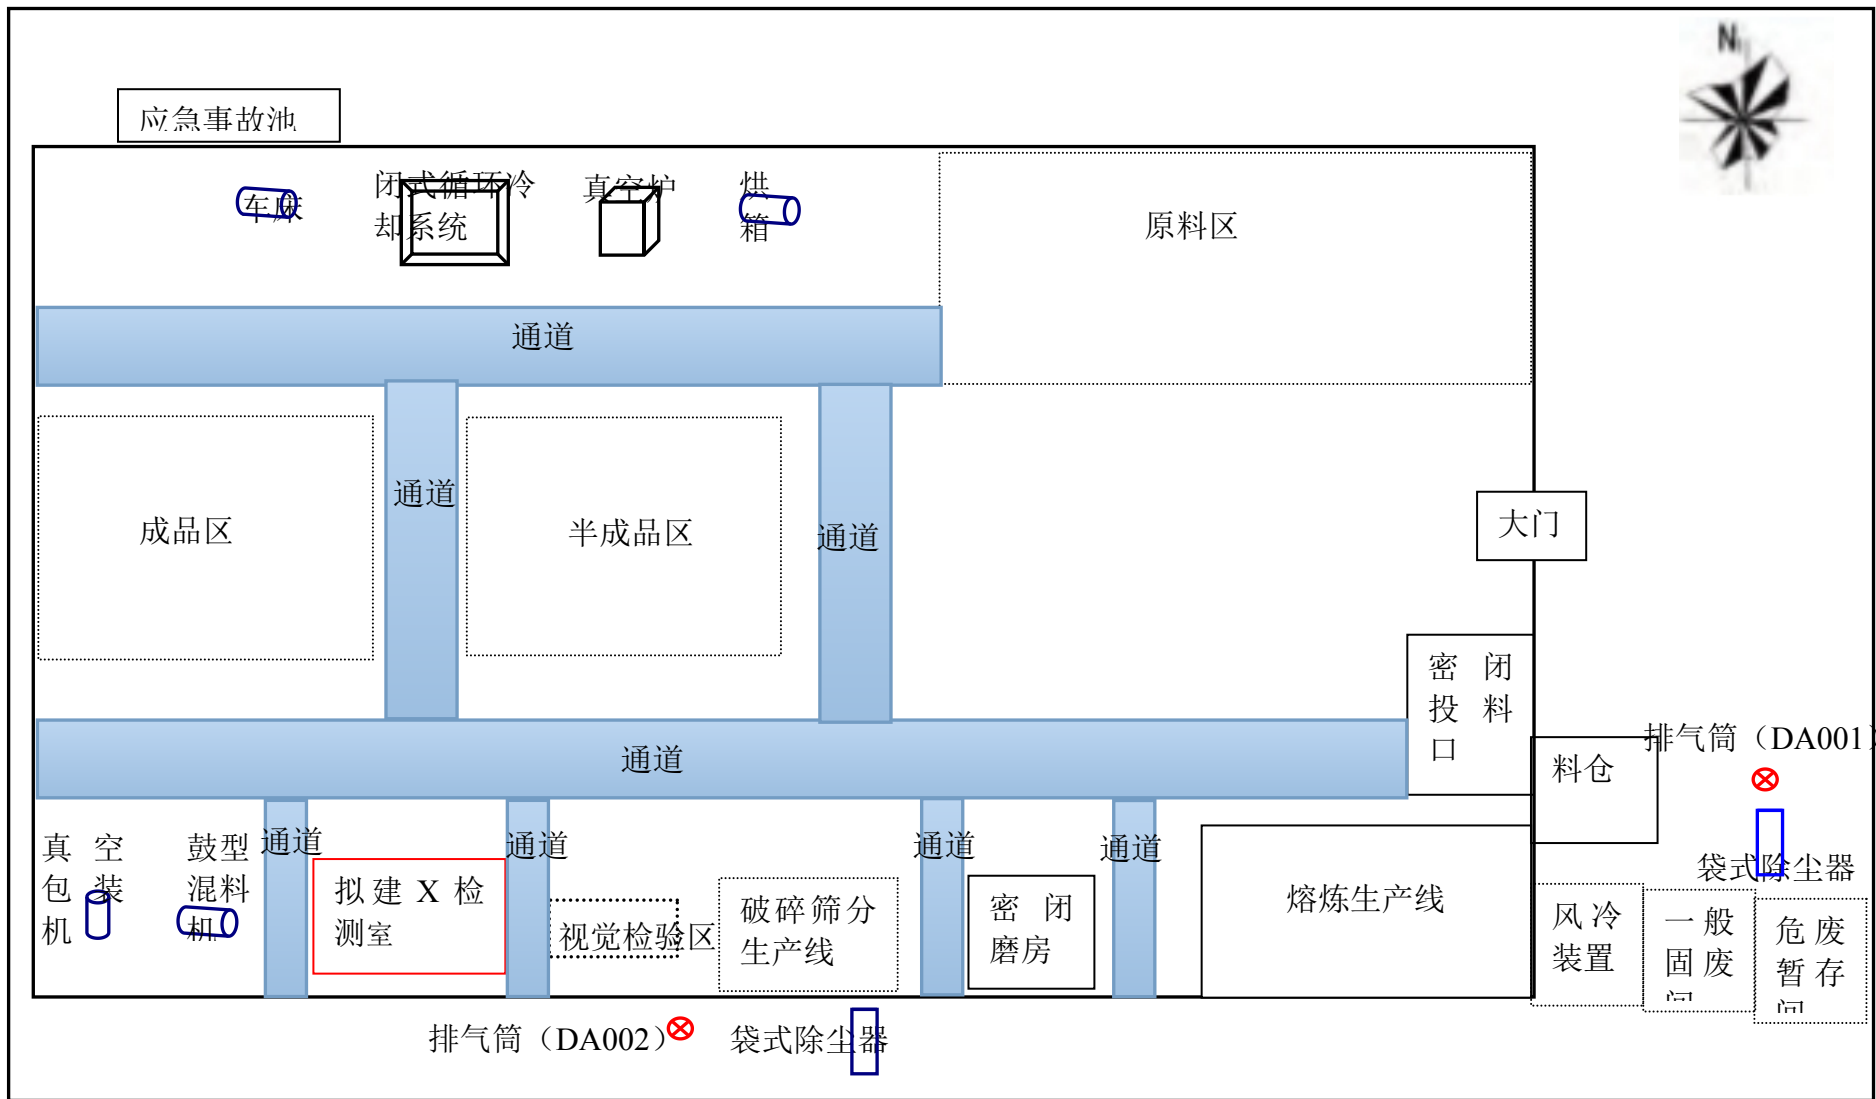 N
应急事故池
车床
闭式循环冷
却系统
真空炉
烘
箱
原料区
通道
成品区
通道
半成品区
通道
大门
密 闭
投 料
口
通道
料仓
排气筒（DA001）
袋式除尘器
真 空
包 装
机
鼓型
混料
机
通道
拟建 X 检
测室
通道
视觉检验区
破碎筛分
生产线
通道
密 闭
磨房
通道
熔炼生产线
风冷
装置
一般
固废
间
危废
暂存
间
排气筒（DA002）
袋式除尘器